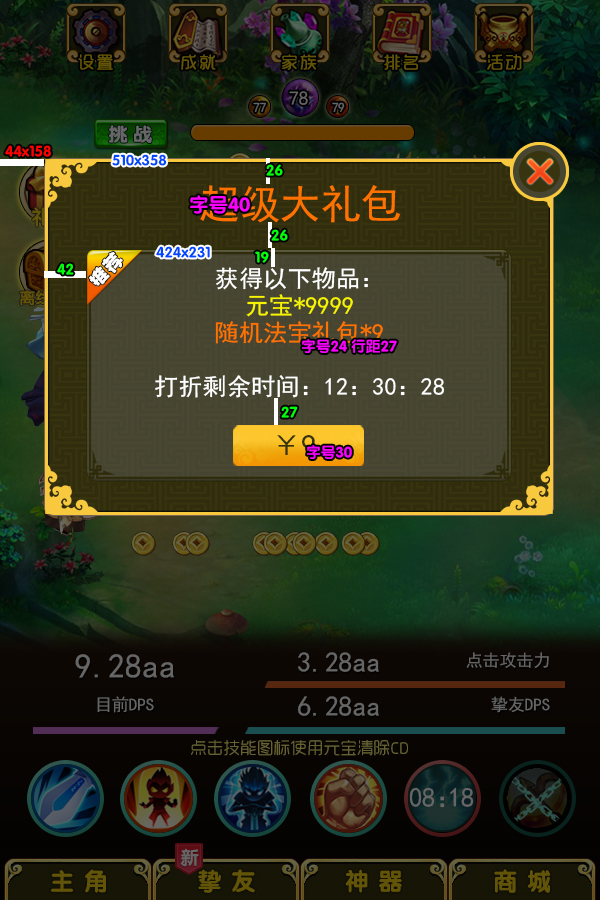 设置 成就 家族 排名 活动
77 78 79
挑战
44x158
510x358
26
超级大礼包
字号40
26
424x231
19
42
推荐
获得以下物品：
元宝*9999
随机法宝礼包*9
字号24 行距27
打折剩余时间：12：30：28
27
￥9
字号30
9.28aa 3.28aa 点击攻击力
目前DPS 6.28aa 挚友DPS
点击技能图标使用元宝清除CD
08:18
新
主角 挚友 神器 商城